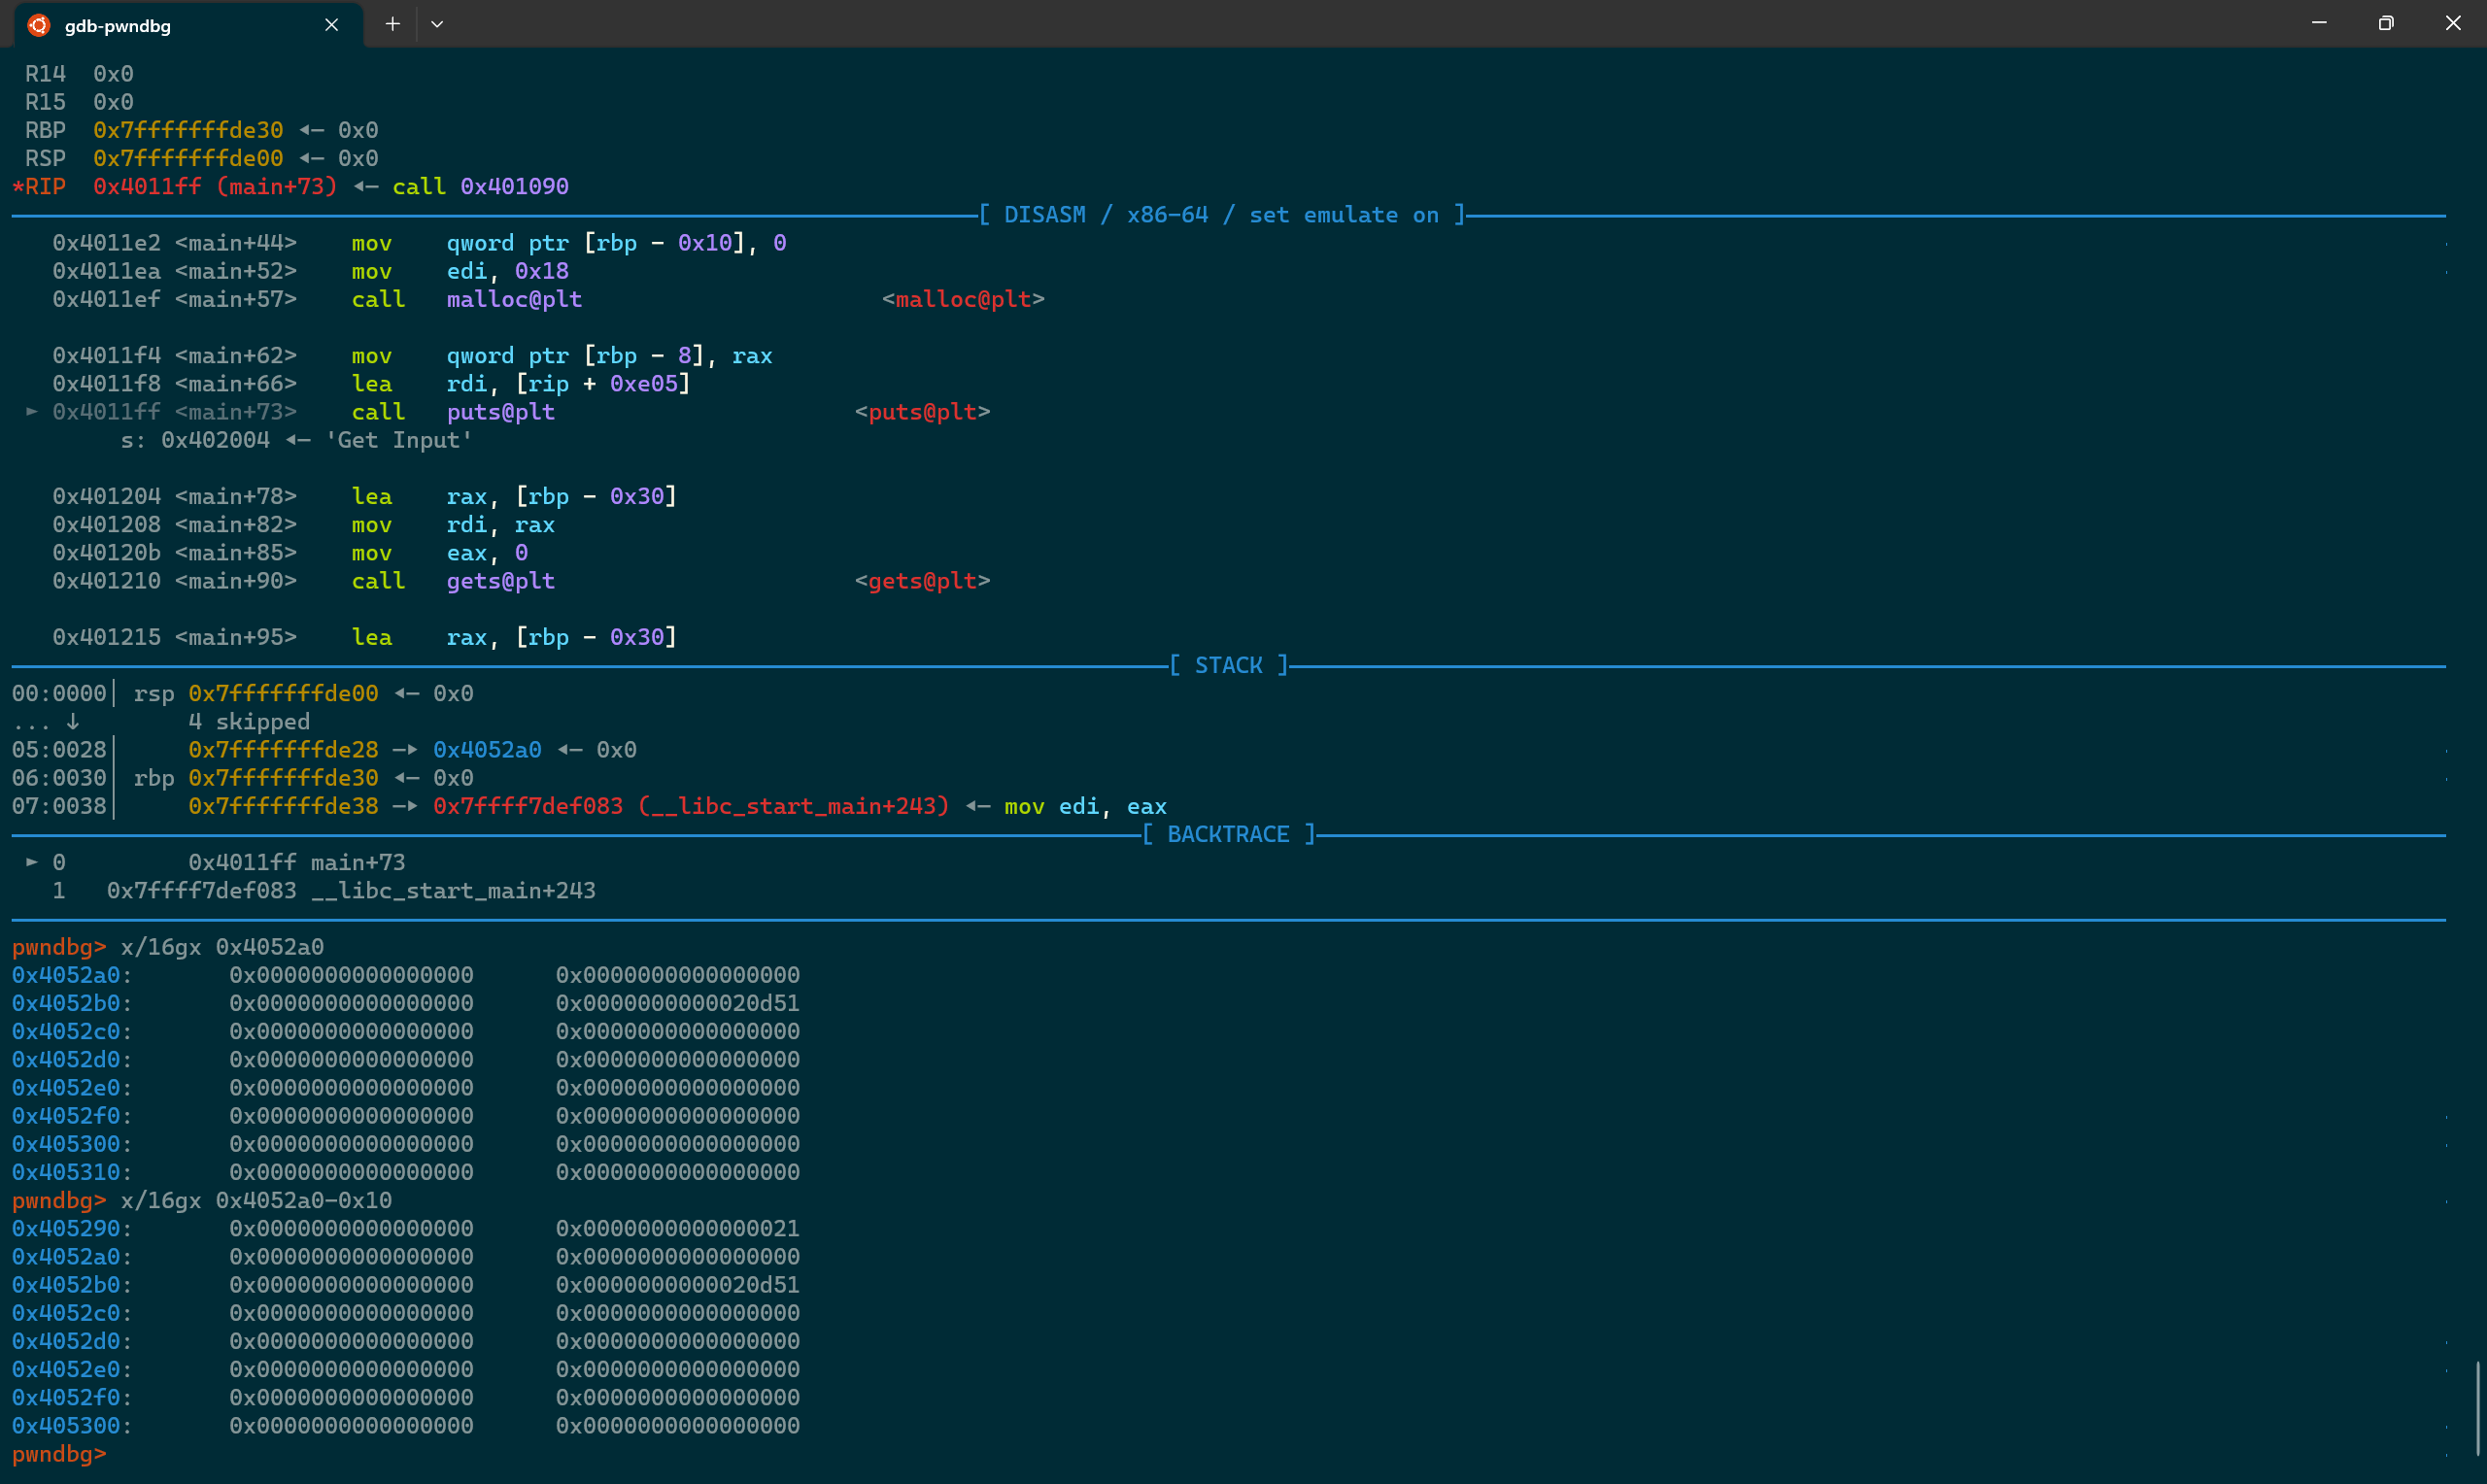 gdb-pwndbg
R14  0x0
R15  0x0
RBP  0x7fffffffde30 ◂— 0x0
RSP  0x7fffffffde00 ◂— 0x0
*RIP  0x4011ff (main+73) ◂— call 0x401090
[ DISASM / x86-64 / set emulate on ]
0x4011e2 <main+44>    mov    qword ptr [rbp - 0x10], 0
0x4011ea <main+52>    mov    edi, 0x18
0x4011ef <main+57>    call   malloc@plt                      <malloc@plt>
0x4011f4 <main+62>    mov    qword ptr [rbp - 8], rax
0x4011f8 <main+66>    lea    rdi, [rip + 0xe05]
► 0x4011ff <main+73>    call   puts@plt                      <puts@plt>
s: 0x402004 ◂— 'Get Input'
0x401204 <main+78>    lea    rax, [rbp - 0x30]
0x401208 <main+82>    mov    rdi, rax
0x40120b <main+85>    mov    eax, 0
0x401210 <main+90>    call   gets@plt                      <gets@plt>
0x401215 <main+95>    lea    rax, [rbp - 0x30]
[ STACK ]
00:0000│ rsp 0x7fffffffde00 ◂— 0x0
... ↓        4 skipped
05:0028│     0x7fffffffde28 —▸ 0x4052a0 ◂— 0x0
06:0030│ rbp 0x7fffffffde30 ◂— 0x0
07:0038│     0x7fffffffde38 —▸ 0x7ffff7def083 (__libc_start_main+243) ◂— mov edi, eax
[ BACKTRACE ]
► 0         0x4011ff main+73
1   0x7ffff7def083 __libc_start_main+243
pwndbg> x/16gx 0x4052a0
0x4052a0:       0x0000000000000000      0x0000000000000000
0x4052b0:       0x0000000000000000      0x0000000000020d51
0x4052c0:       0x0000000000000000      0x0000000000000000
0x4052d0:       0x0000000000000000      0x0000000000000000
0x4052e0:       0x0000000000000000      0x0000000000000000
0x4052f0:       0x0000000000000000      0x0000000000000000
0x405300:       0x0000000000000000      0x0000000000000000
0x405310:       0x0000000000000000      0x0000000000000000
pwndbg> x/16gx 0x4052a0-0x10
0x405290:       0x0000000000000000      0x0000000000000021
0x4052a0:       0x0000000000000000      0x0000000000000000
0x4052b0:       0x0000000000000000      0x0000000000020d51
0x4052c0:       0x0000000000000000      0x0000000000000000
0x4052d0:       0x0000000000000000      0x0000000000000000
0x4052e0:       0x0000000000000000      0x0000000000000000
0x4052f0:       0x0000000000000000      0x0000000000000000
0x405300:       0x0000000000000000      0x0000000000000000
pwndbg>